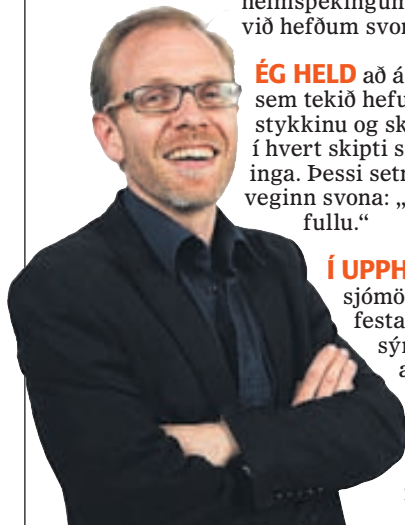 heimspekingum
við hefðum svon
ÉG HELD að á
sem tekið hefu
stykkinu og sk
í hvert skipti s
inga. Þessi setn
veginn svona: „
fullu.“
Í UPPH
sjómö
festa
sýn
a